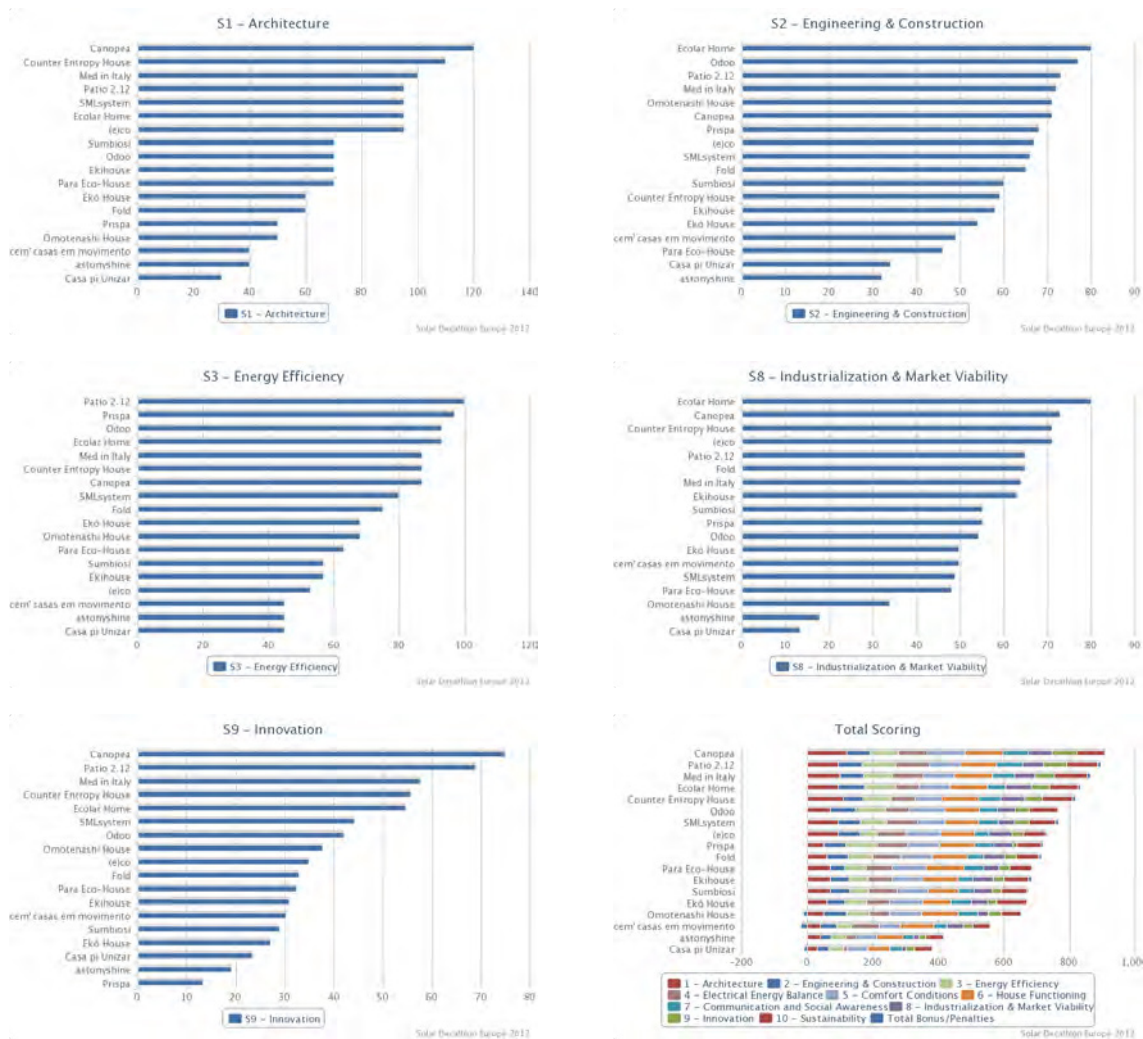 S1 - Architecture
Canopea
Counter Entropy House
Med in Italy
Patio 2.12
SMLsystem
Ecolar Home
(e)co
Sumbiosi
Odoo
Ekihouse
Para Eco-House
Ekó House
Fold
Prispa
Omotenashi House
cem' casas em movimento
astonyshine
Casa pi Unizar
0 20 40 60 80 100 120 140
S1 - Architecture
Solar Decathlon Europe 2012
S2 - Engineering & Construction
Ecolar Home
Odoo
Patio 2.12
Med in Italy
Omotenashi House
Canopea
Prispa
(e)co
SMLsystem
Fold
Sumbiosi
Counter Entropy House
Ekihouse
Ekó House
cem' casas em movimento
Para Eco-House
Casa pi Unizar
astonyshine
0 10 20 30 40 50 60 70 80 90
S2 - Engineering & Construction
Solar Decathlon Europe 2012
S3 - Energy Efficiency
Patio 2.12
Prispa
Odoo
Ecolar Home
Med in Italy
Counter Entropy House
Canopea
SMLsystem
Fold
Ekó House
Omotenashi House
Para Eco-House
Sumbiosi
Ekihouse
(e)co
cem' casas em movimento
astonyshine
Casa pi Unizar
0 20 40 60 80 100 120
S3 - Energy Efficiency
Solar Decathlon Europe 2012
S8 - Industrialization & Market Viability
Ecolar Home
Canopea
Counter Entropy House
(e)co
Patio 2.12
Fold
Med in Italy
Ekihouse
Sumbiosi
Prispa
Odoo
Ekó House
cem' casas em movimento
SMLsystem
Para Eco-House
Omotenashi House
astonyshine
Casa pi Unizar
0 10 20 30 40 50 60 70 80 90
S8 - Industrialization & Market Viability
Solar Decathlon Europe 2012
S9 - Innovation
Canopea
Patio 2.12
Med in Italy
Counter Entropy House
Ecolar Home
SMLsystem
Odoo
Omotenashi House
(e)co
Fold
Para Eco-House
Ekihouse
cem' casas em movimento
Sumbiosi
Ekó House
Casa pi Unizar
astonyshine
Prispa
0 10 20 30 40 50 60 70 80
S9 - Innovation
Solar Decathlon Europe 2012
Total Scoring
Canopea
Patio 2.12
Med in Italy
Ecolar Home
Counter Entropy House
Odoo
SMLsystem
(e)co
Prispa
Fold
Para Eco-House
Ekihouse
Sumbiosi
Ekó House
Omotenashi House
cem' casas em movimento
astonyshine
Casa pi Unizar
-200 0 200 400 600 800 1,000
1 - Architecture 2 - Engineering & Construction 3 - Energy Efficiency
4 - Electrical Energy Balance 5 - Comfort Conditions 6 - House Functioning
7 - Communication and Social Awareness 8 - Industrialization & Market Viability
9 - Innovation 10 - Sustainability Total Bonus/Penalties
Solar Decathlon Europe 2012